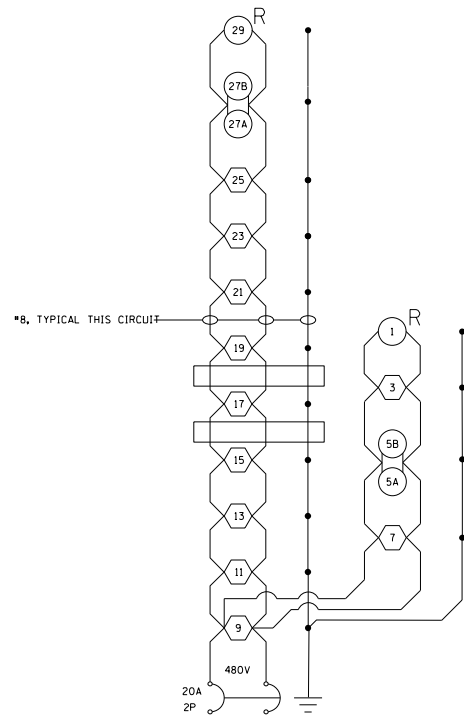 R
29
27B
27A
25
23
21
#8, TYPICAL THIS CIRCUIT
R
1
19
3
17
5B
15
5A
13
7
11
9
480V
20A
2P